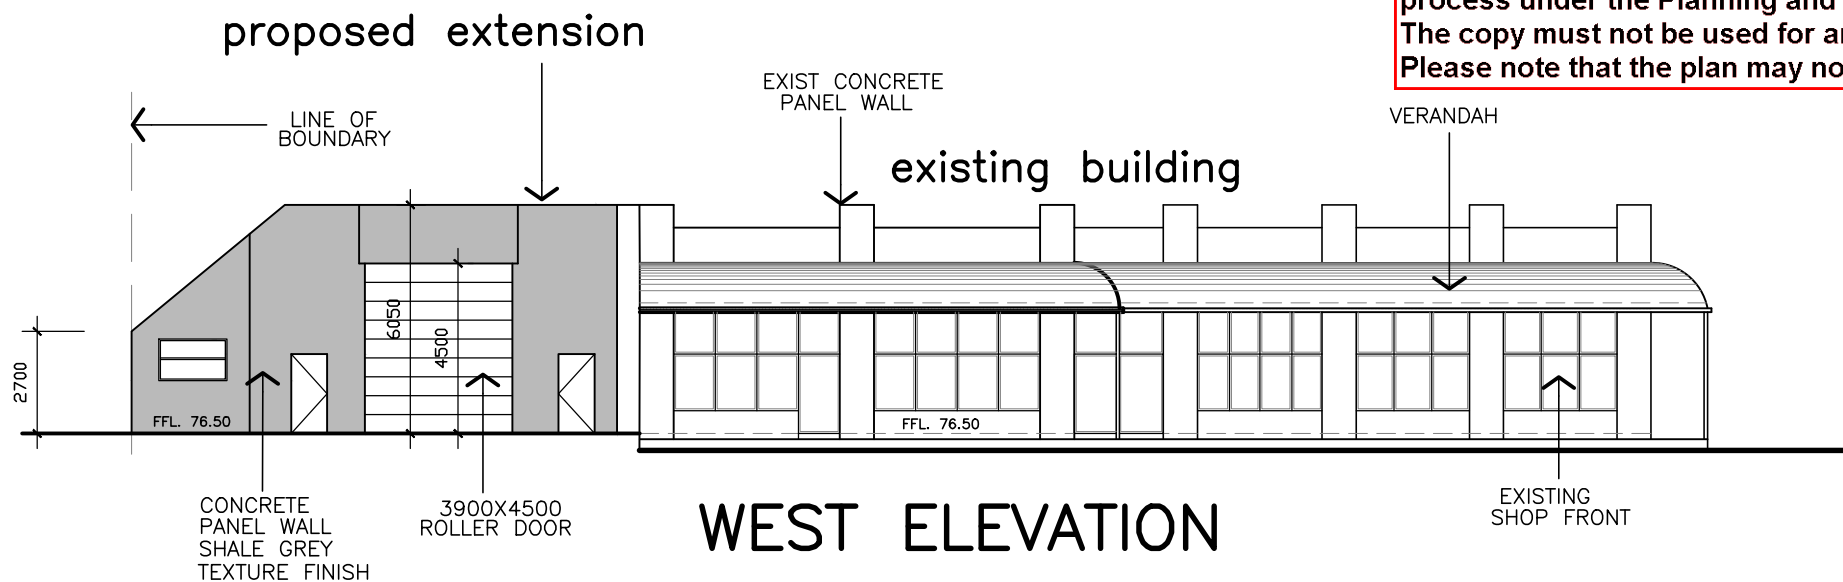 process under the Planning and
The copy must not be used for
Please note that the plan may
proposed extension
EXIST CONCRETE
PANEL WALL
VERANDAH
LINE OF
BOUNDARY
existing building
6050
4500
2700
FFL. 76.50
FFL. 76.50
CONCRETE
PANEL WALL
SHALE GREY
TEXTURE FINISH
3900X4500
ROLLER DOOR
WEST ELEVATION
EXISTING
SHOP FRONT